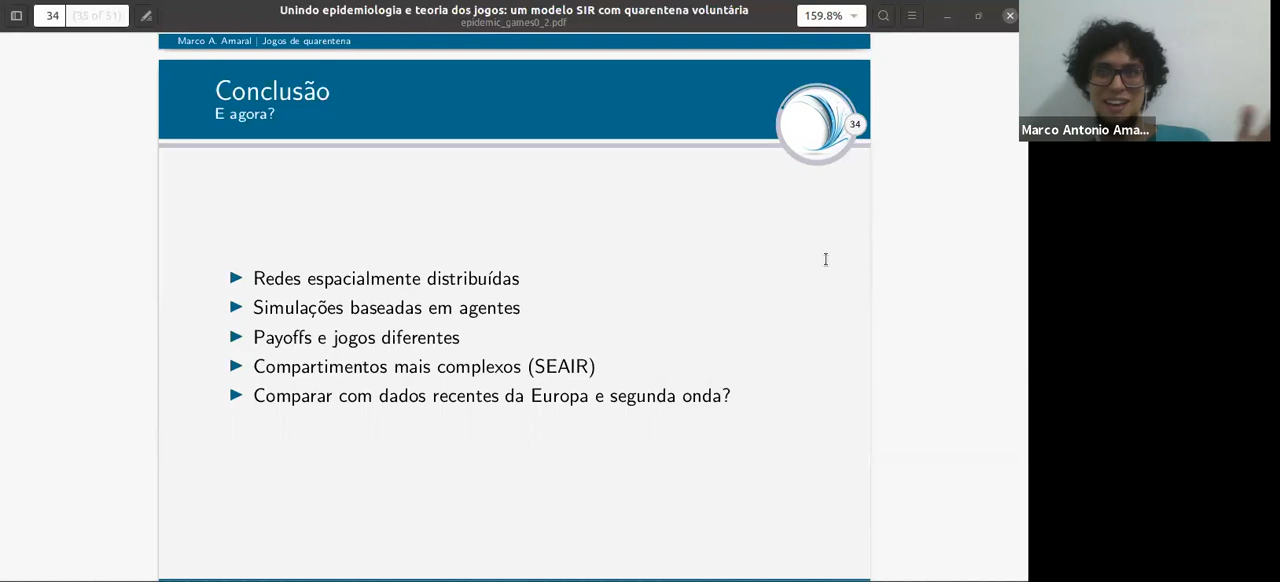 34 (35 of 51)
Unindo epidemiologia e teoria dos jogos: um modelo SIR com quarentena voluntária
epidemic_games0_2.pdf
159.8%
Marco A. Amaral | Jogos de quarentena
Conclusão
E agora?
34
Marco Antonio Ama...
Redes espacialmente distribuídas
Simulações baseadas em agentes
Payoffs e jogos diferentes
Compartimentos mais complexos (SEAIR)
Comparar com dados recentes da Europa e segunda onda?